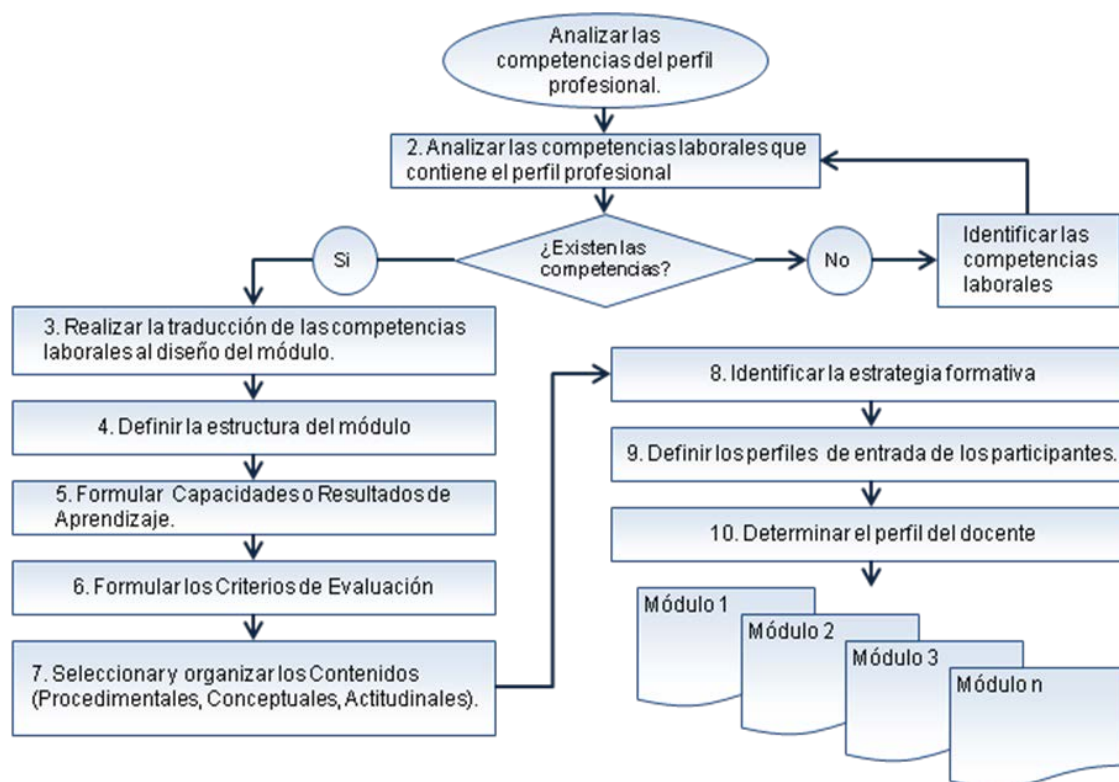 Analizar las
competencias del perfil
profesional.
2. Analizar las competencias laborales que
contiene el perfil profesional
¿Existen las
competencias?
Si
No
Identificar las
competencias
laborales
3. Realizar la traducción de las competencias
laborales al diseño del módulo.
4. Definir la estructura del módulo
5. Formular Capacidades o Resultados de
Aprendizaje.
6. Formular los Criterios de Evaluación
7. Seleccionar y organizar los Contenidos
(Procedimentales, Conceptuales, Actitudinales).
8. Identificar la estrategia formativa
9. Definir los perfiles de entrada de los participantes.
10. Determinar el perfil del docente
Módulo 1
Módulo 2
Módulo 3
Módulo n